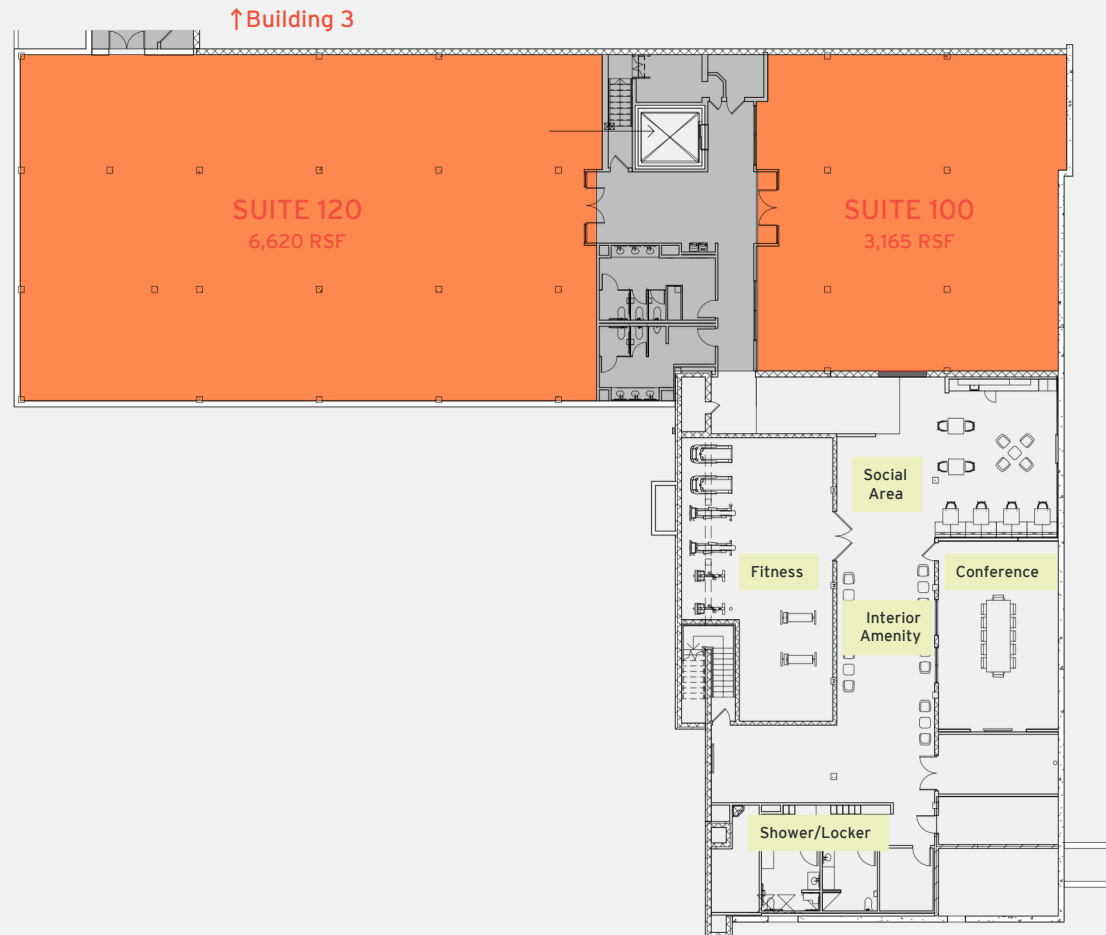 ↑Building 3
SUITE 120
6,620 RSF
SUITE 100
3,165 RSF
Social
Area
Fitness
Conference
Interior
Amenity
Shower/Locker